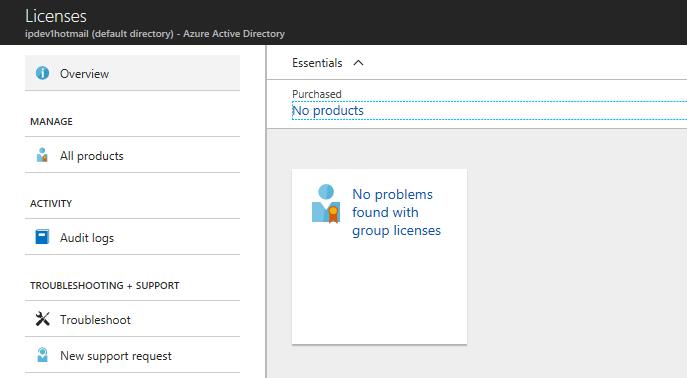 Licenses
ipdev1hotmail (default directory) - Azure Active Directory
Overview
MANAGE
All products
ACTIVITY
Audit logs
TROUBLESHOOTING + SUPPORT
Troubleshoot
New support request
Essentials
Purchased
No products
No problems
found with
group licenses